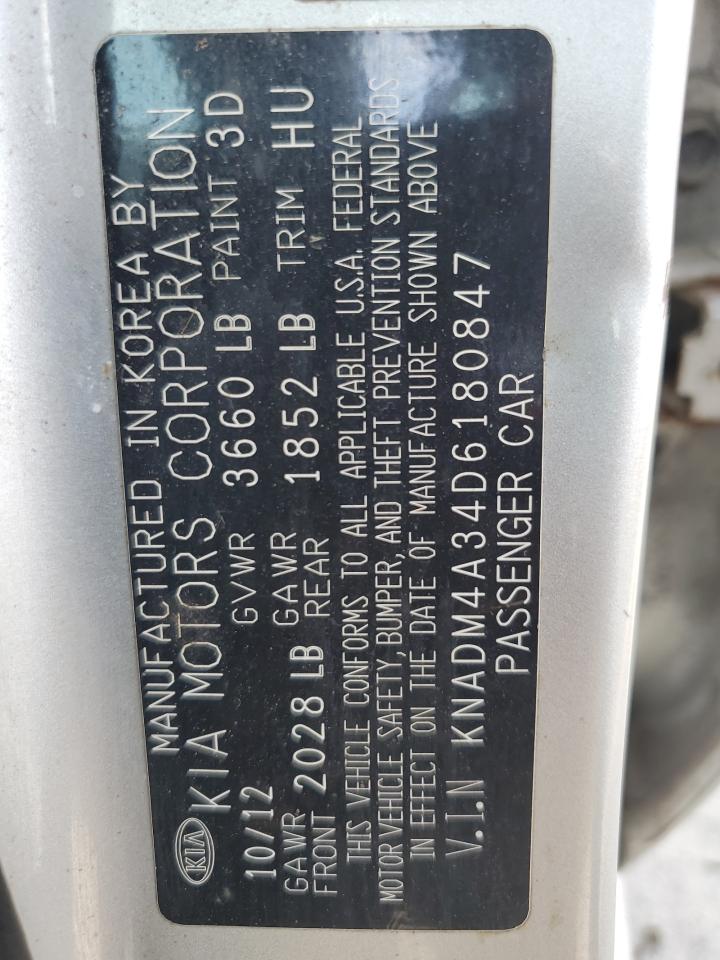 MANUFACTURED IN KOREA BY
KIA KIA MOTORS CORPORATION
10/12 GVWR 3660 LB PAINT 3D
GAWR FRONT 2028 LB GAWR REAR 1852 LB TRIM HU
THIS VEHICLE CONFORMS TO ALL APPLICABLE U.S.A. FEDERAL
MOTOR VEHICLE SAFETY, BUMPER, AND THEFT PREVENTION STANDARDS
IN EFFECT ON THE DATE OF MANUFACTURE SHOWN ABOVE
V.I.N KNADM4A34D6180847
PASSENGER CAR